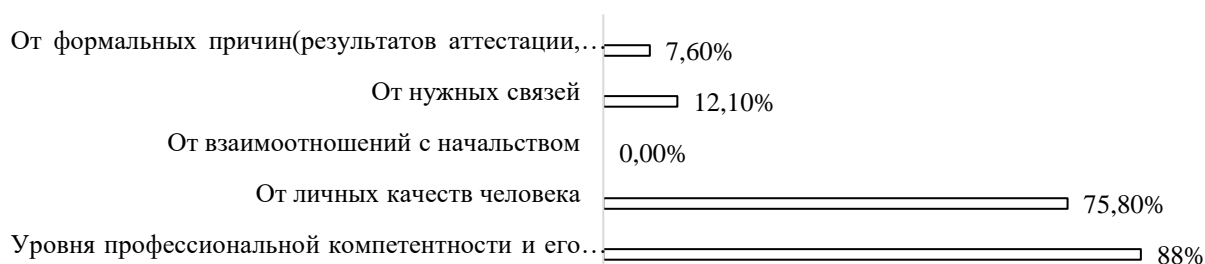 От формальных причин(результатов аттестации,… 7,60%
От нужных связей 12,10%
От взаимоотношений с начальством 0,00%
От личных качеств человека 75,80%
Уровня профессиональной компетентности и его… 88%